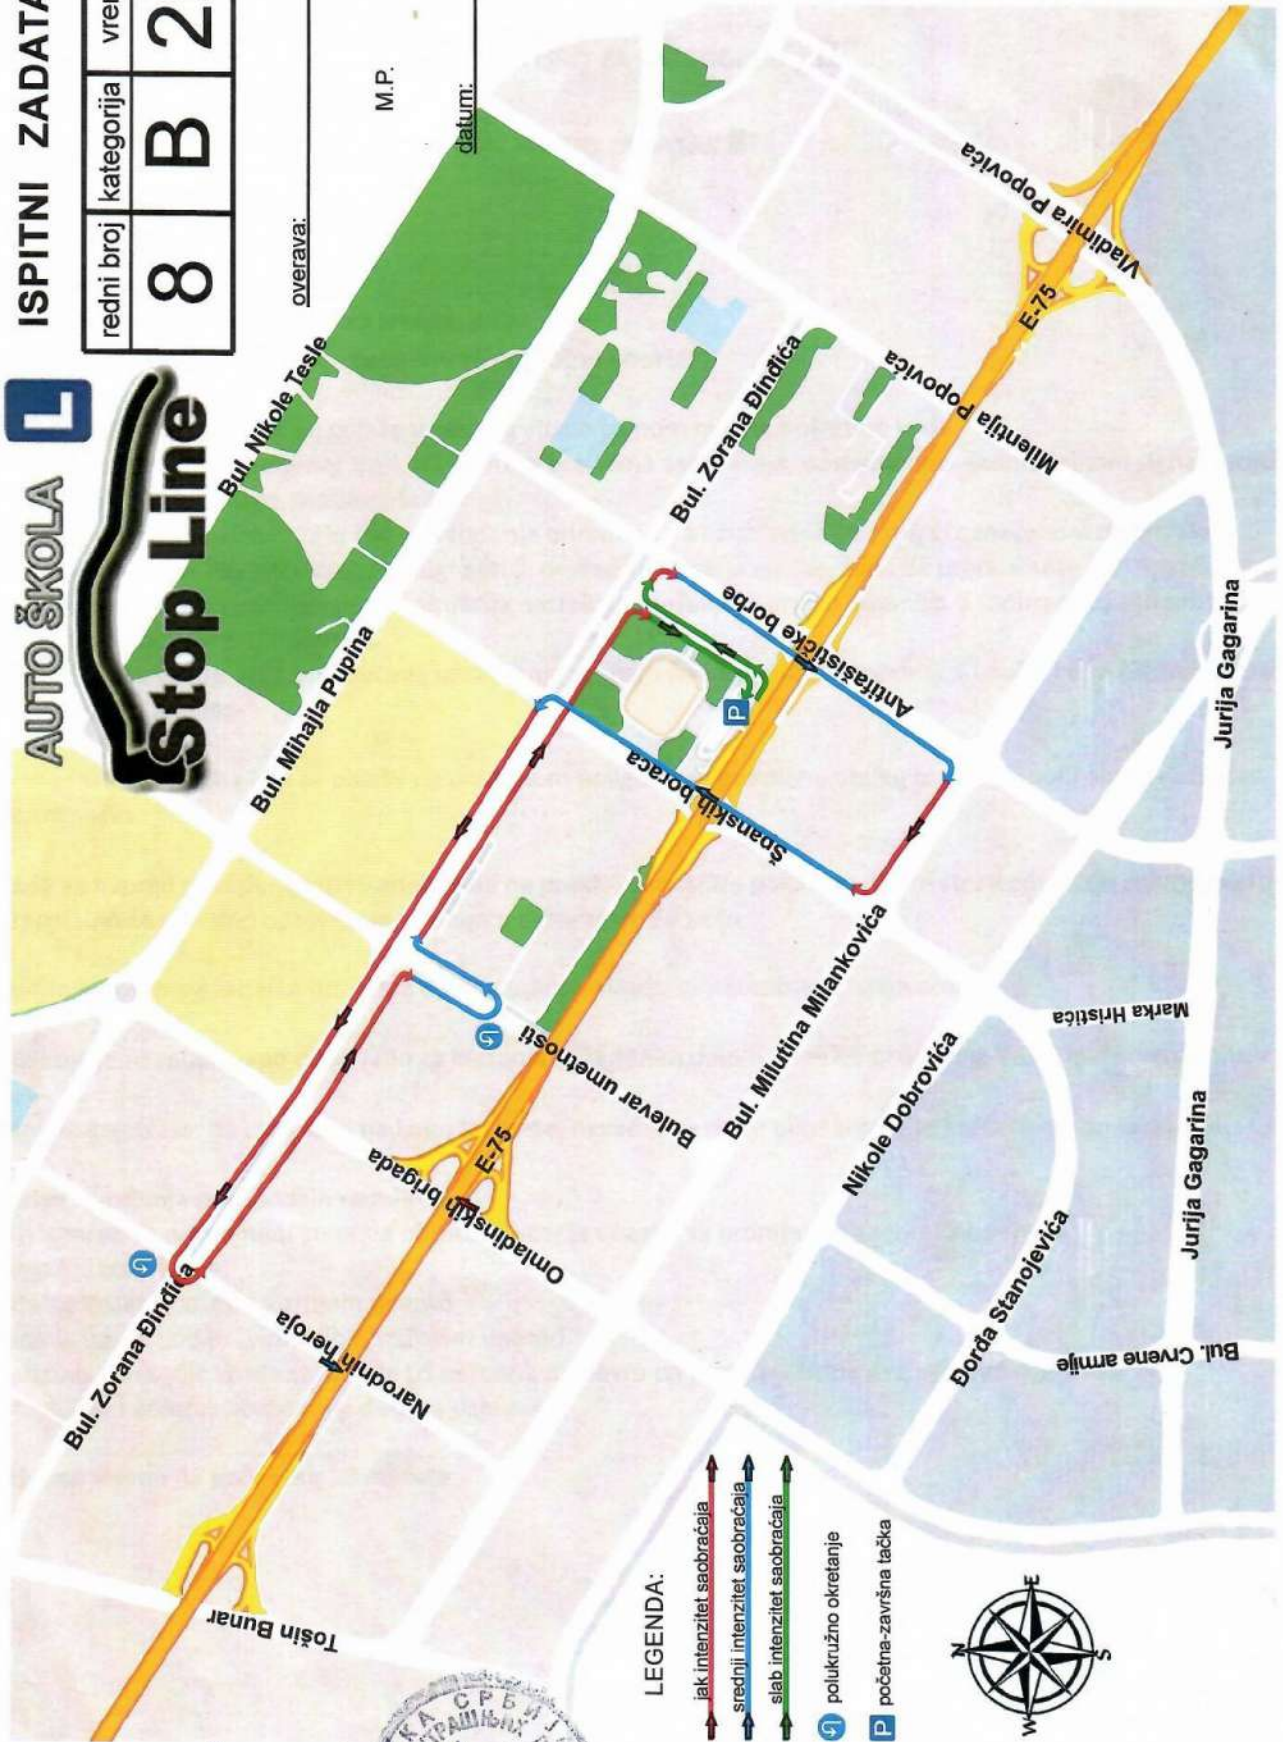 AUTO ŠKOLA
L
Stop Line
ISPITNI ZADATA
redni broj
kategorija
8
B
2
overava:
M.P.
datum:
Bul. Nikole Tesle
Bul. Mihajla Pupina
Bul. Zorana Đinđića
Vladimira Popovića
E-75
Milentija Popovića
Antifašističke borbe
P
Španskih boraca
Jurija Gagarina
Bul. Milutina Milankovića
Bulevar umetnosti
E-75
Omladinskih brigada
Narodnih heroja
Bul. Zorana Đinđića
Tošin Bunar
Nikole Dobrovića
Marka Hristića
Đorđa Stanojevića
Jurija Gagarina
Bul. Crvene armije
LEGENDA:
jak intenzitet saobraćaja
srednji intenzitet saobraćaja
slab intenzitet saobraćaja
polukružno okretanje
P početna-završna tačka
N
W
E
S